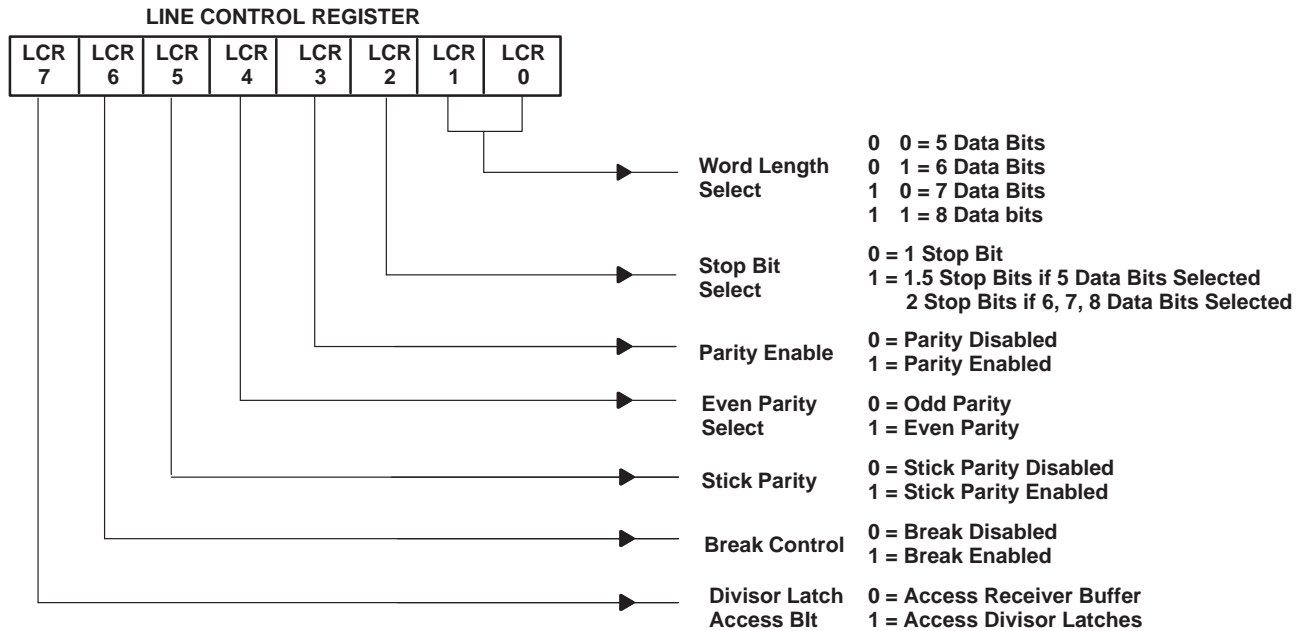 LINE CONTROL REGISTER
LCR LCR LCR LCR LCR LCR LCR LCR
7 6 5 4 3 2 1 0
Word Length
Select
0 0 = 5 Data Bits
0 1 = 6 Data Bits
1 0 = 7 Data Bits
1 1 = 8 Data bits
Stop Bit
Select
0 = 1 Stop Bit
1 = 1.5 Stop Bits if 5 Data Bits Selected
2 Stop Bits if 6, 7, 8 Data Bits Selected
Parity Enable
0 = Parity Disabled
1 = Parity Enabled
Even Parity
Select
0 = Odd Parity
1 = Even Parity
Stick Parity
0 = Stick Parity Disabled
1 = Stick Parity Enabled
Break Control
0 = Break Disabled
1 = Break Enabled
Divisor Latch
Access BIt
0 = Access Receiver Buffer
1 = Access Divisor Latches